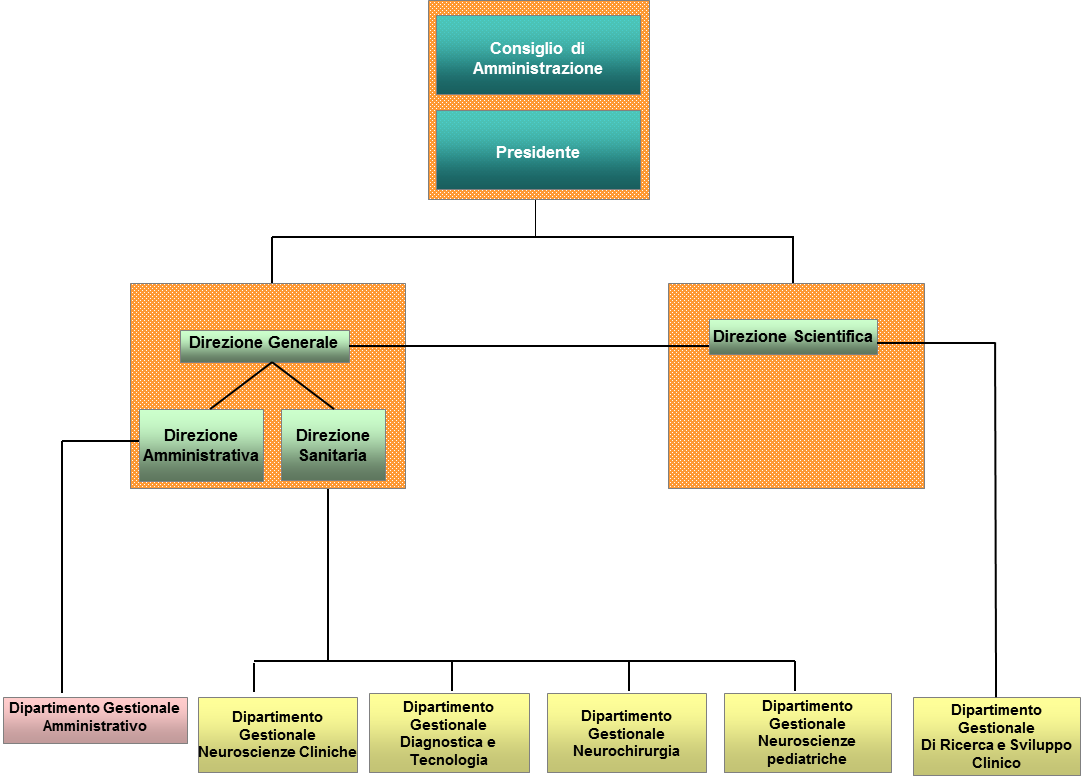 Consiglio di
Amministrazione
Presidente
Direzione Generale
Direzione Scientifica
Direzione
Amministrativa
Direzione
Sanitaria
Dipartimento Gestionale
Amministrativo
Dipartimento
Gestionale
Neuroscienze Cliniche
Dipartimento
Gestionale
Diagnostica e
Tecnologia
Dipartimento
Gestionale
Neurochirurgia
Dipartimento
Gestionale
Neuroscienze
pediatriche
Dipartimento
Gestionale
Di Ricerca e Sviluppo
Clinico